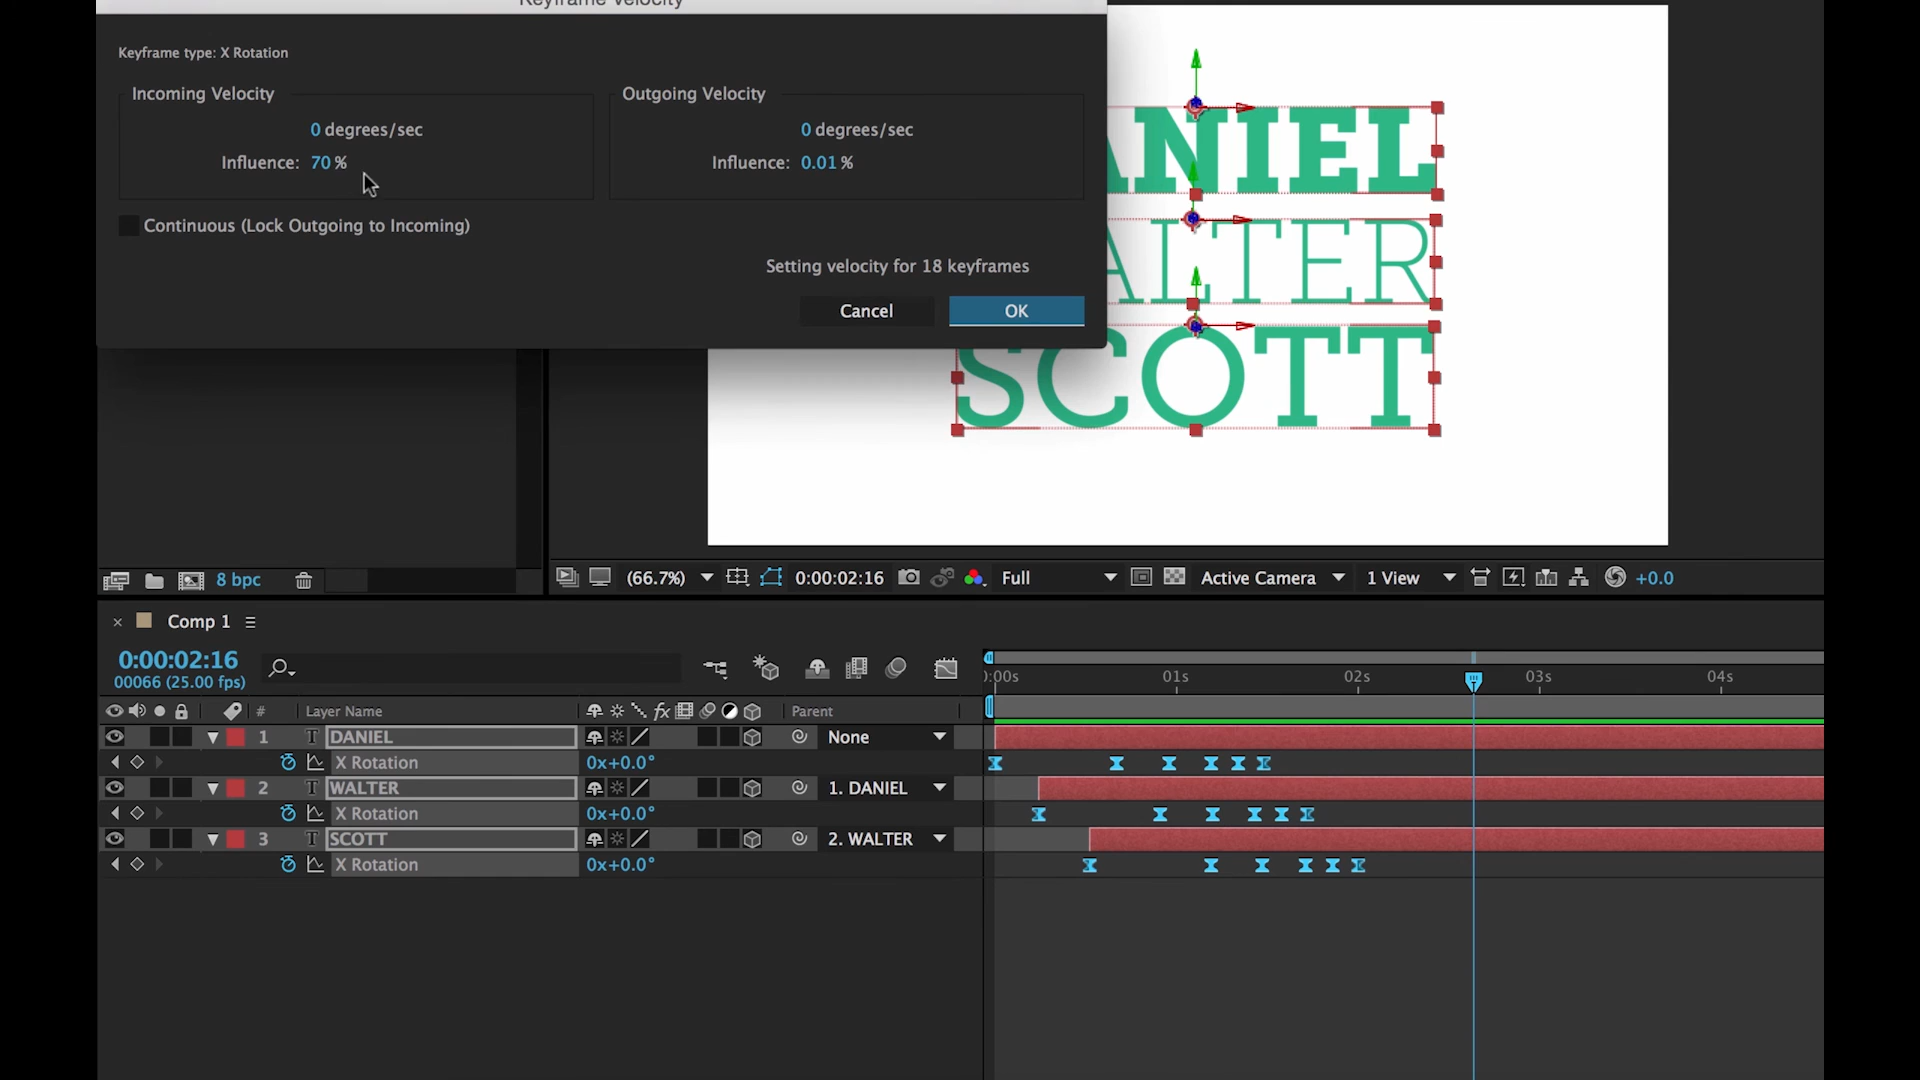 Keyframe Velocity
Keyframe type: X Rotation
Incoming Velocity
Outgoing Velocity
0 degrees/sec
0 degrees/sec
Influence: 70 %
Influence: 0.01 %
Continuous (Lock Outgoing to Incoming)
Setting velocity for 18 keyframes
Cancel
OK
ANIEL
ALTER
SCOTT
8 bpc
(66.7%)
0:00:02:16
Full
Active Camera
1 View
+0.0
× Comp 1
0:00:02:16
00066 (25.00 fps)
):00s 01s 02s 03s 04s
# Layer Name fx Parent
1 T DANIEL None
X Rotation 0x+0.0°
2 T WALTER 1. DANIEL
X Rotation 0x+0.0°
3 T SCOTT 2. WALTER
X Rotation 0x+0.0°